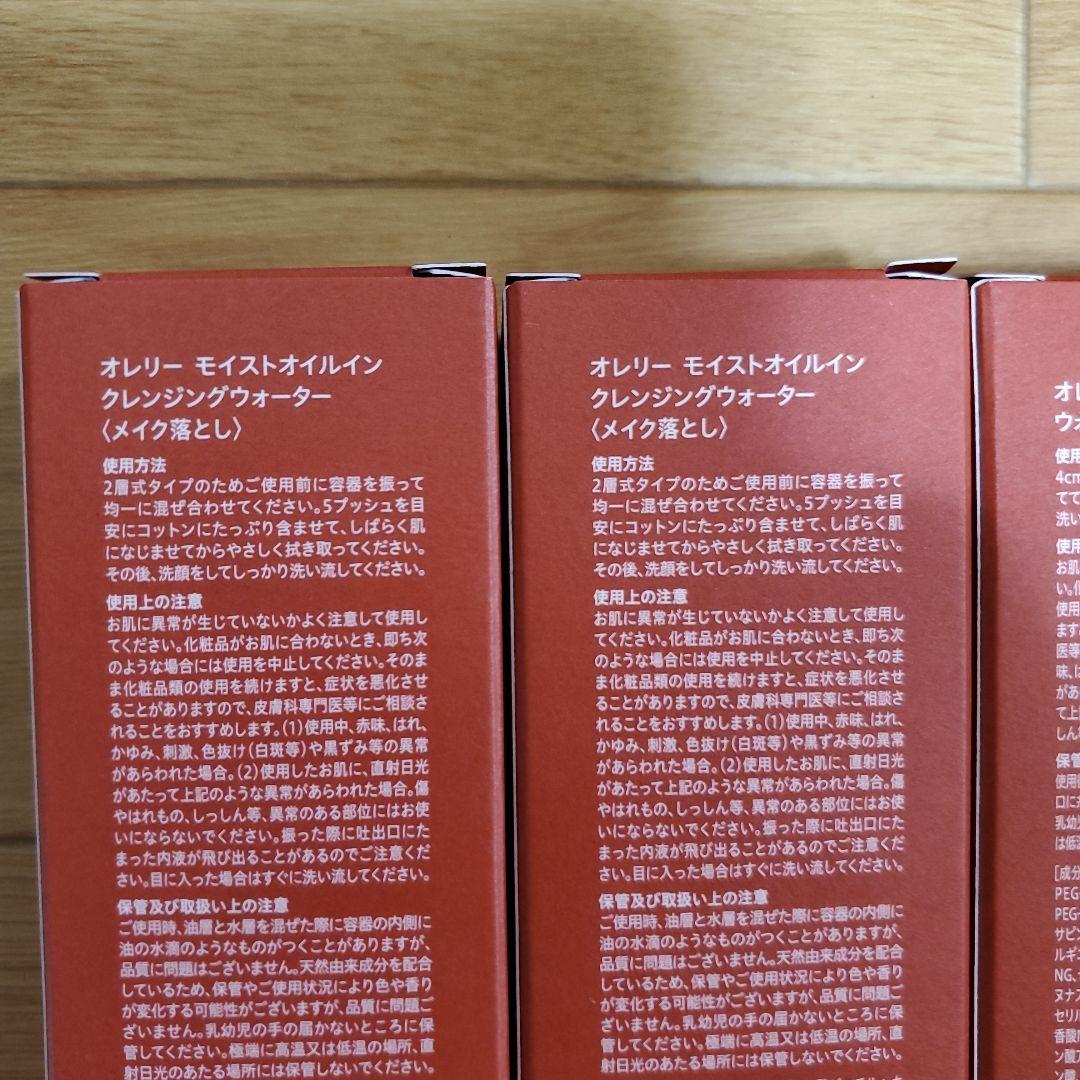 オレリー モイストオイルイン
クレンジングウォーター
〈メイク落とし〉
使用方法
2層式タイプのためご使用前に容器を振って
均一に混ぜ合わせてください。5プッシュを目
安にコットンにたっぷり含ませて、しばらく肌
になじませてからやさしく拭き取ってください。
その後、洗顔をしてしっかり洗い流してください。
使用上の注意
お肌に異常が生じていないかよく注意して使用し
てください。化粧品がお肌に合わないとき、即ち次
のような場合には使用を中止してください。そのま
ま化粧品類の使用を続けますと、症状を悪化させ
ることがありますので、皮膚科専門医等にご相談さ
れることをおすすめします。（1）使用中、赤味、はれ、
かゆみ、刺激、色抜け（白斑等）や黒ずみ等の異常
があらわれた場合。（2）使用したお肌に、直射日光
があたって上記のような異常があらわれた場合。傷
やはれもの、しっしん等、異常のある部位にはお使
いにならないでください。振った際に吐出口にた
まった内液が飛び出ることがあるのでご注意くだ
さい。目に入った場合はすぐに洗い流してください。
保管及び取扱い上の注意
ご使用時、油層と水層を混ぜた際に容器の内側に
油の水滴のようなものがつくことがありますが、
品質に問題はございません。天然由来成分を配合
しているため、保管やご使用状況により色や香り
が変化する可能性がございますが、品質に問題ご
ざいません。乳幼児の手の届かないところに保
管してください。極端に高温又は低温の場所、直
射日光のあたる場所には保管しないでください。
オレリー モイストオイルイン
クレンジングウォーター
〈メイク落とし〉
使用方法
2層式タイプのためご使用前に容器を振って
均一に混ぜ合わせてください。5プッシュを目
安にコットンにたっぷり含ませて、しばらく肌
になじませてからやさしく拭き取ってください。
その後、洗顔をしてしっかり洗い流してください。
使用上の注意
お肌に異常が生じていないかよく注意して使用し
てください。化粧品がお肌に合わないとき、即ち次
のような場合には使用を中止してください。そのま
ま化粧品類の使用を続けますと、症状を悪化させ
ることがありますので、皮膚科専門医等にご相談さ
れることをおすすめします。（1）使用中、赤味、はれ、
かゆみ、刺激、色抜け（白斑等）や黒ずみ等の異常
があらわれた場合。（2）使用したお肌に、直射日光
があたって上記のような異常があらわれた場合。傷
やはれもの、しっしん等、異常のある部位にはお使
いにならないでください。振った際に吐出口にた
まった内液が飛び出ることがあるのでご注意くだ
さい。目に入った場合はすぐに洗い流してください。
保管及び取扱い上の注意
ご使用時、油層と水層を混ぜた際に容器の内側に
油の水滴のようなものがつくことがありますが、
品質に問題はございません。天然由来成分を配合
しているため、保管やご使用状況により色や香り
が変化する可能性がございますが、品質に問題ご
ざいません。乳幼児の手の届かないところに保
管してください。極端に高温又は低温の場所、直
射日光のあたる場所には保管しないでください。
オレ
ウォ
使用
4cm
てて
洗い
使用
お肌
い。化
使用
ます
医等
味、は
があ
て上
しん
保管
使用
口に
乳幼
は低
[成分
PEG
PEG
サピ
ルギ
NG、
ヌナ
セリ
香酸
ン酸
ン酸